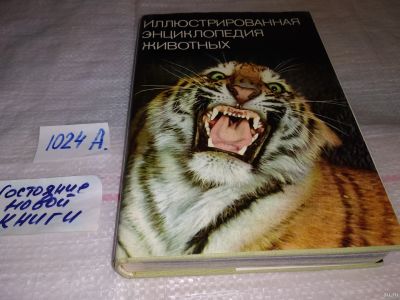 ИЛЛЮСТРИРОВАННАЯ
ЭНЦИКЛОПЕДИЯ
ЖИВОТНЫХ
1024 А.
Состояние
новой
книги